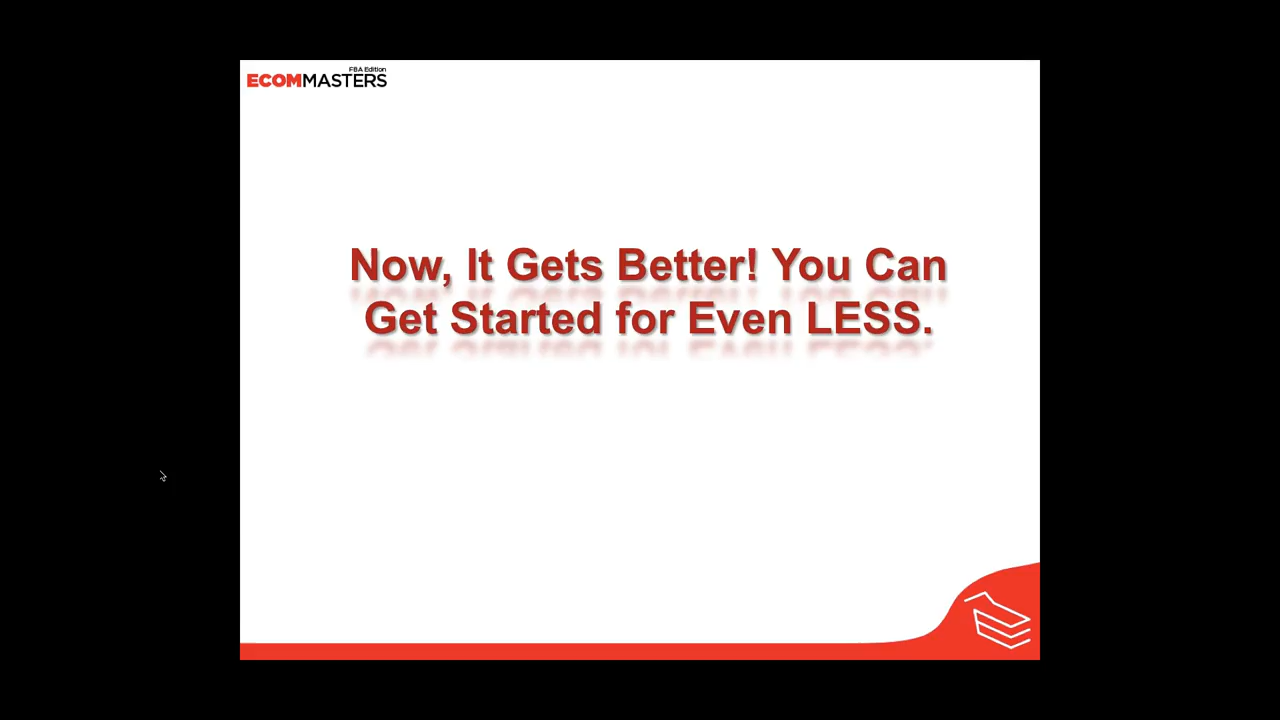 FBA Edition
ECOMMASTERS
Now, It Gets Better! You Can
Get Started for Even LESS.